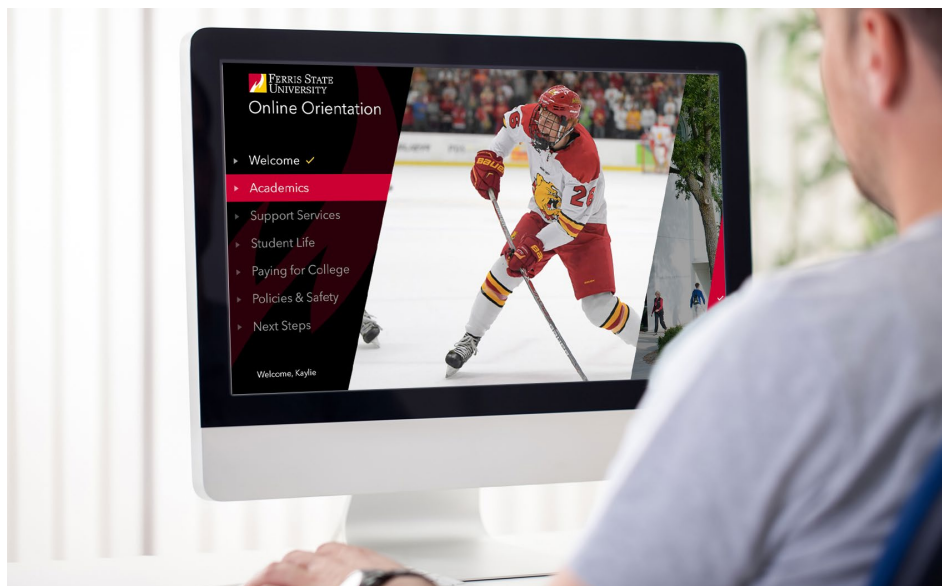 FERRIS STATE
UNIVERSITY
Online Orientation
Welcome
Academics
Support Services
Student Life
Paying for College
Policies & Safety
Next Steps
Welcome, Kaylie
26
26
BAUER